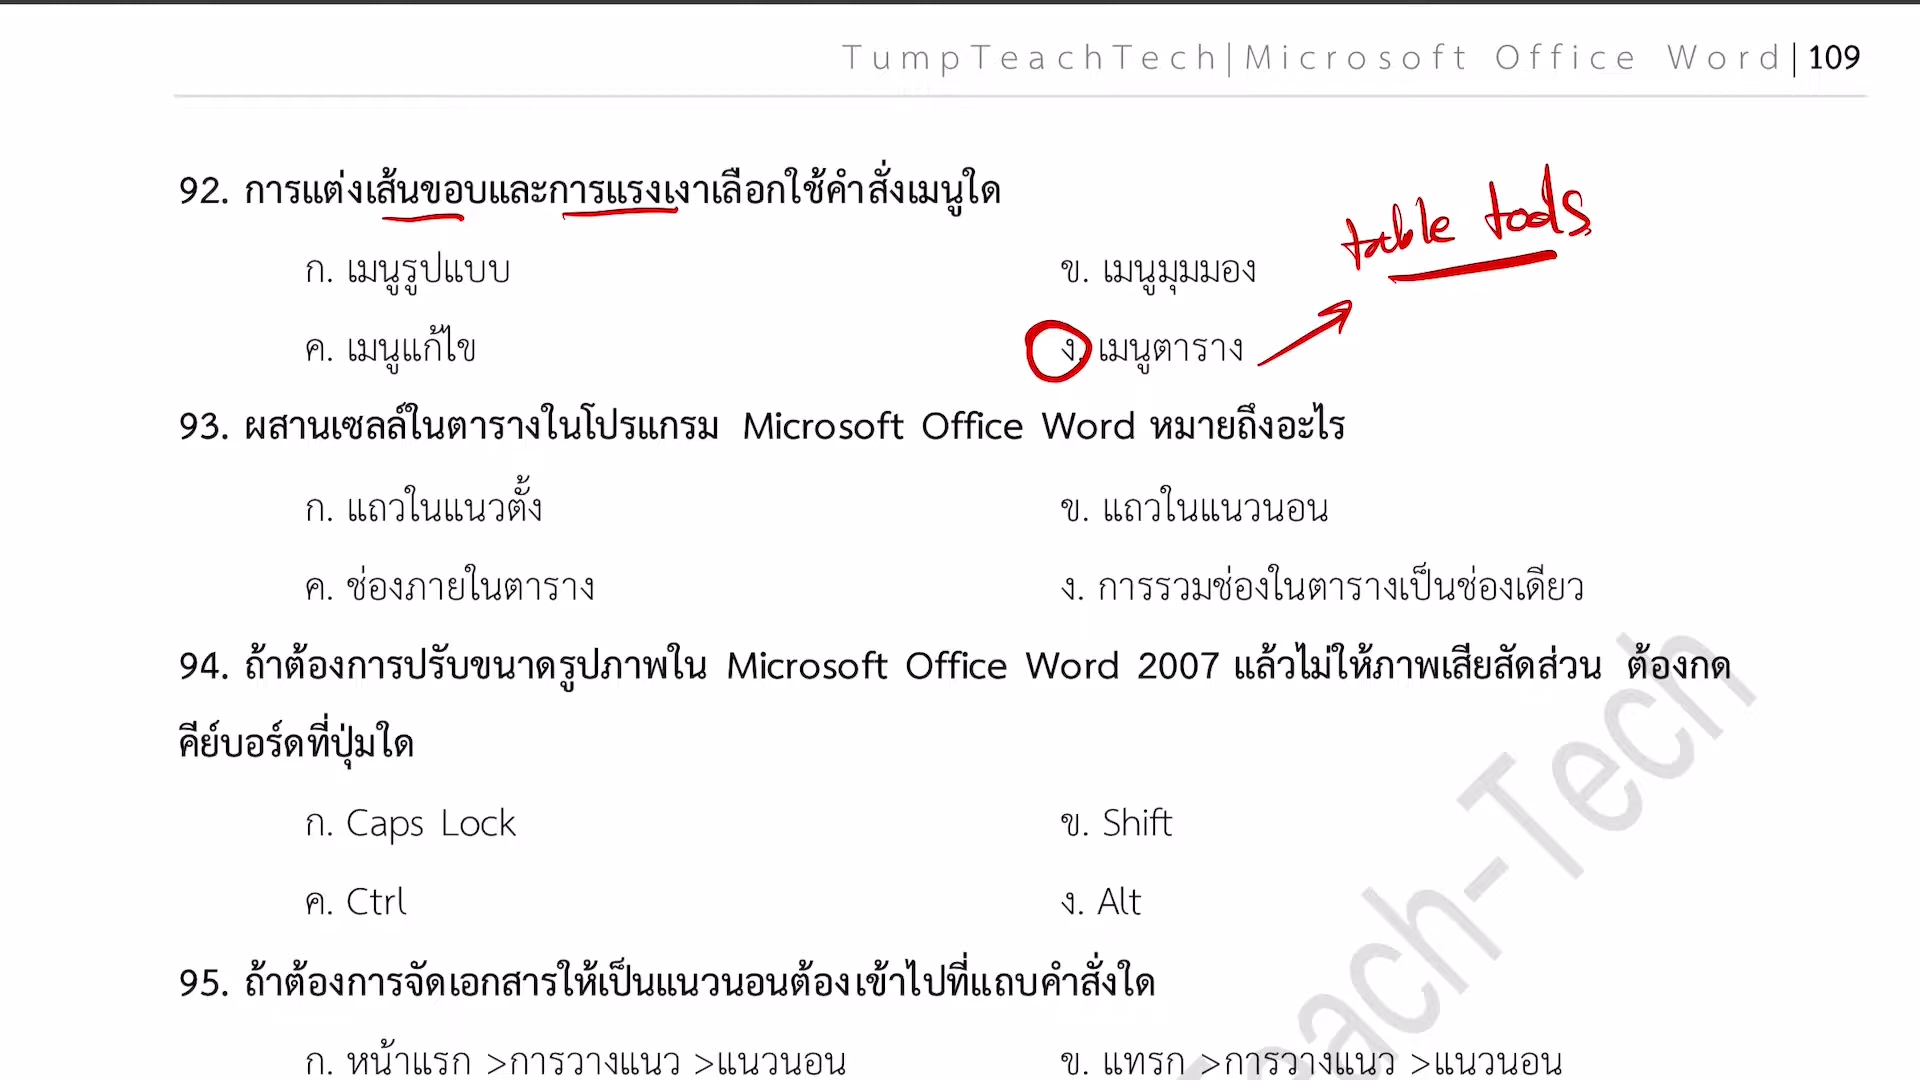 TumpTeachTech|Microsoft Office Word | 109
92. การแต่งเส้นขอบและการแรงเงาเลือกใช้คำสั่งเมนูใด
table tools
ก. เมนูรูปแบบ ข. เมนูมุมมอง
ค. เมนูแก้ไข ง. เมนูตาราง
93. ผสานเซลล์ในตารางในโปรแกรม Microsoft Office Word หมายถึงอะไร
ก. แถวในแนวตั้ง ข. แถวในแนวนอน
ค. ช่องภายในตาราง ง. การรวมช่องในตารางเป็นช่องเดียว
94. ถ้าต้องการปรับขนาดรูปภาพใน Microsoft Office Word 2007 แล้วไม่ให้ภาพเสียสัดส่วน ต้องกด
คีย์บอร์ดที่ปุ่มใด
ก. Caps Lock ข. Shift
ค. Ctrl ง. Alt
95. ถ้าต้องการจัดเอกสารให้เป็นแนวนอนต้องเข้าไปที่แถบคำสั่งใด
ก. หน้าแรก >การวางแนว >แนวนอน ข. แทรก >การวางแนว >แนวนอน
each-Tech